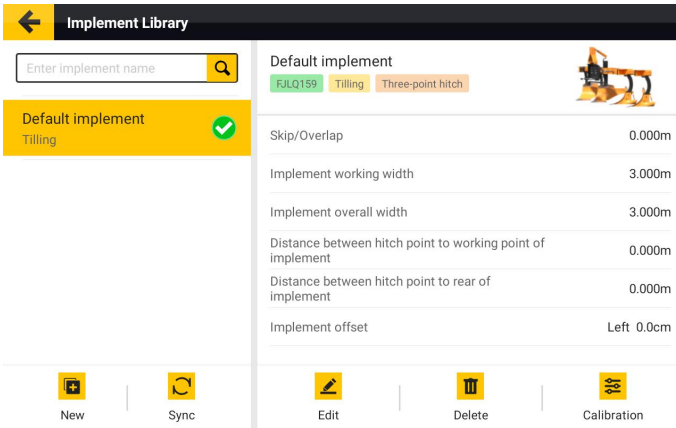 Implement Library
Enter implement name
Default implement
Tilling
Default implement
FJLQ159 Tilling Three-point hitch
Skip/Overlap 0.000m
Implement working width 3.000m
Implement overall width 3.000m
Distance between hitch point to working point of
implement 0.000m
Distance between hitch point to rear of
implement 0.000m
Implement offset Left 0.0cm
New Sync Edit Delete Calibration